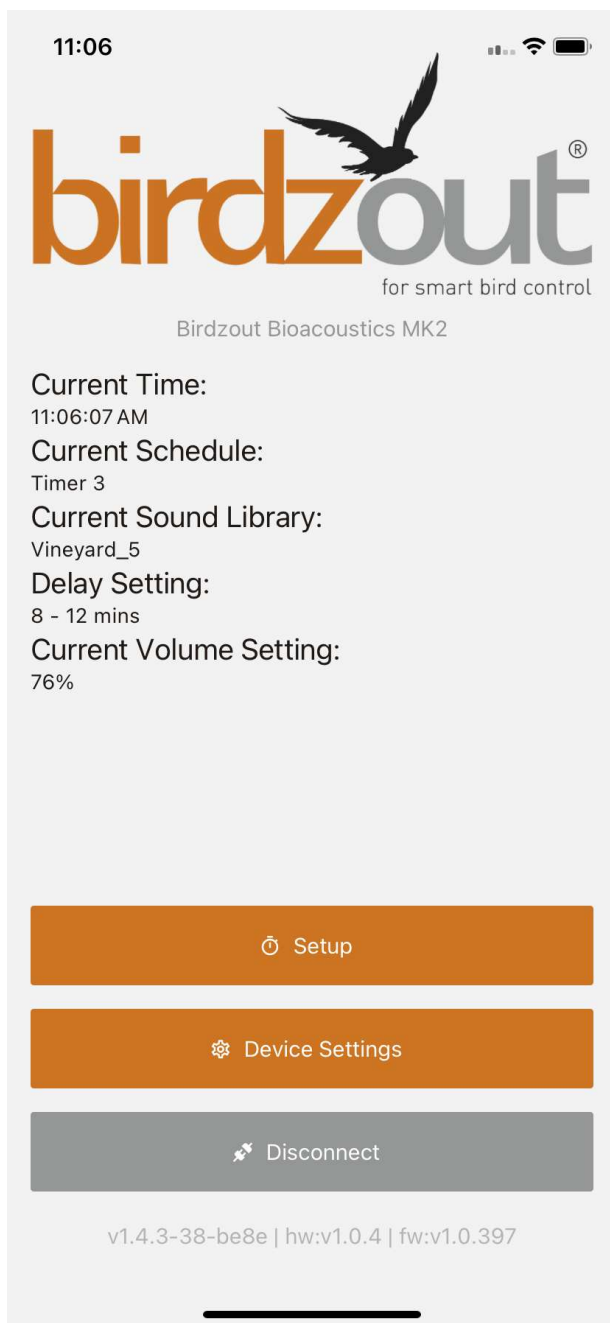 11:06
birdzout®
for smart bird control
Birdzout Bioacoustics MK2
Current Time:
11:06:07 AM
Current Schedule:
Timer 3
Current Sound Library:
Vineyard_5
Delay Setting:
8 - 12 mins
Current Volume Setting:
76%
Setup
Device Settings
Disconnect
v1.4.3-38-be8e | hw:v1.0.4 | fw:v1.0.397